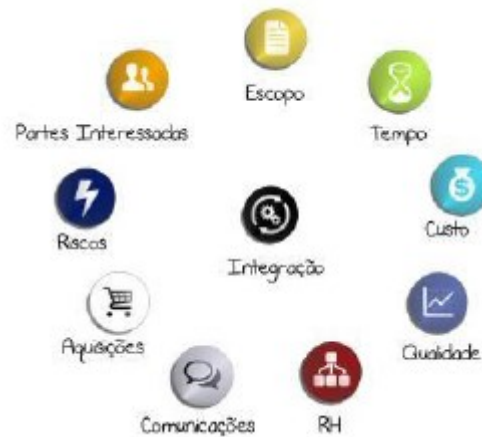 Escopo
Partes Interessadas
Tempo
Riscos
Custo
Integração
Aquisições
Qualidade
Comunicações
RH